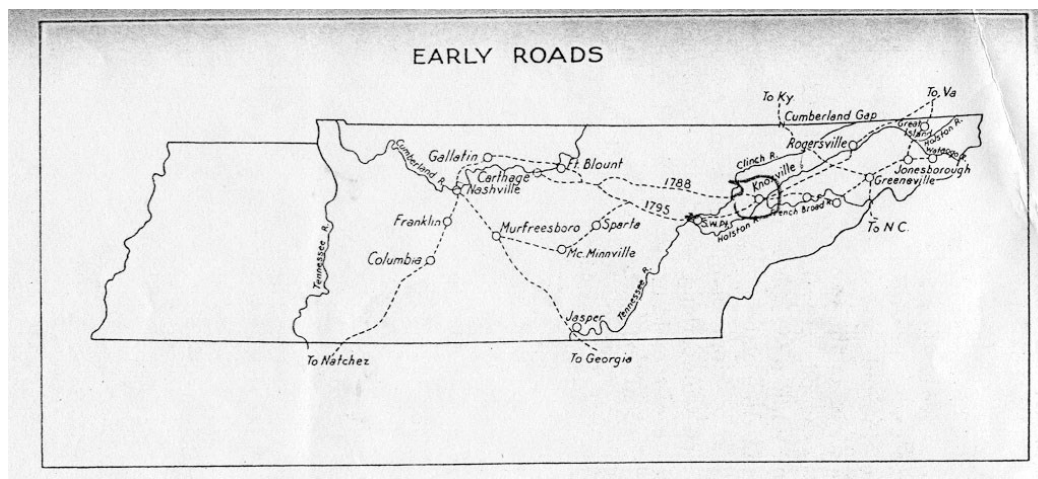 EARLY ROADS
To Ky.
To, Va
Cumberland Gap
Great
Island
Holston R.
Watauga R.
Rogersville
Clinch R.
Cumberland R.
Gallatin
Ft. Blount
Carthage
Nashville
Knoxville
Jonesborough
Greeneville
1788
1795
S.W. Pt.
Holston R.
French Broad R.
To N C.
Franklin
Murfreesboro
Sparta
Mc. Minnville
Columbia
Tennessee R.
Tennessee R.
Jasper
To Natchez
To Georgia